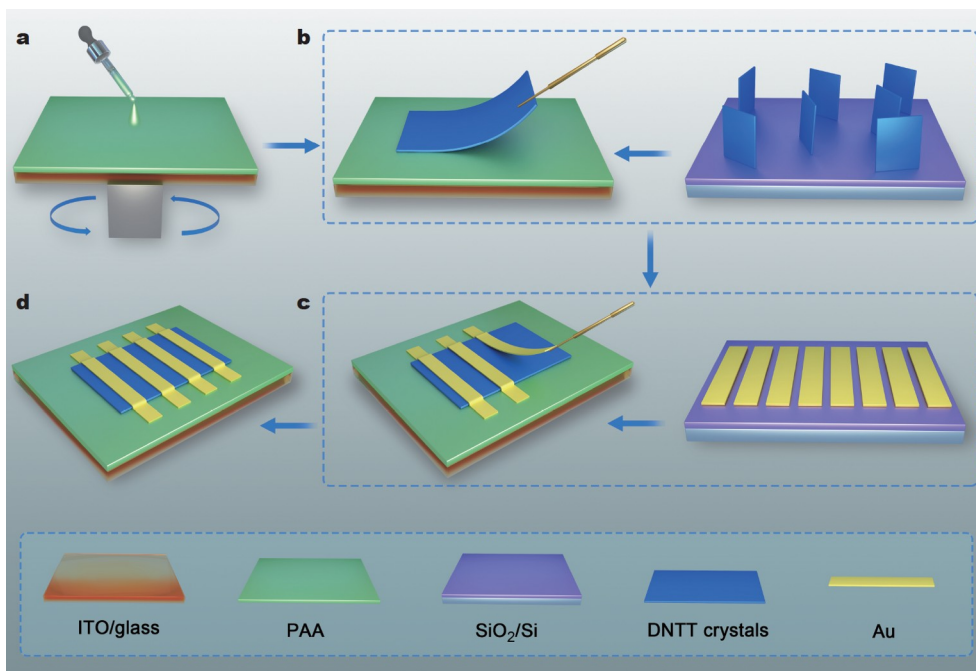 a
b
d
c
ITO/glass
PAA
SiO₂/Si
DNTT crystals
Au